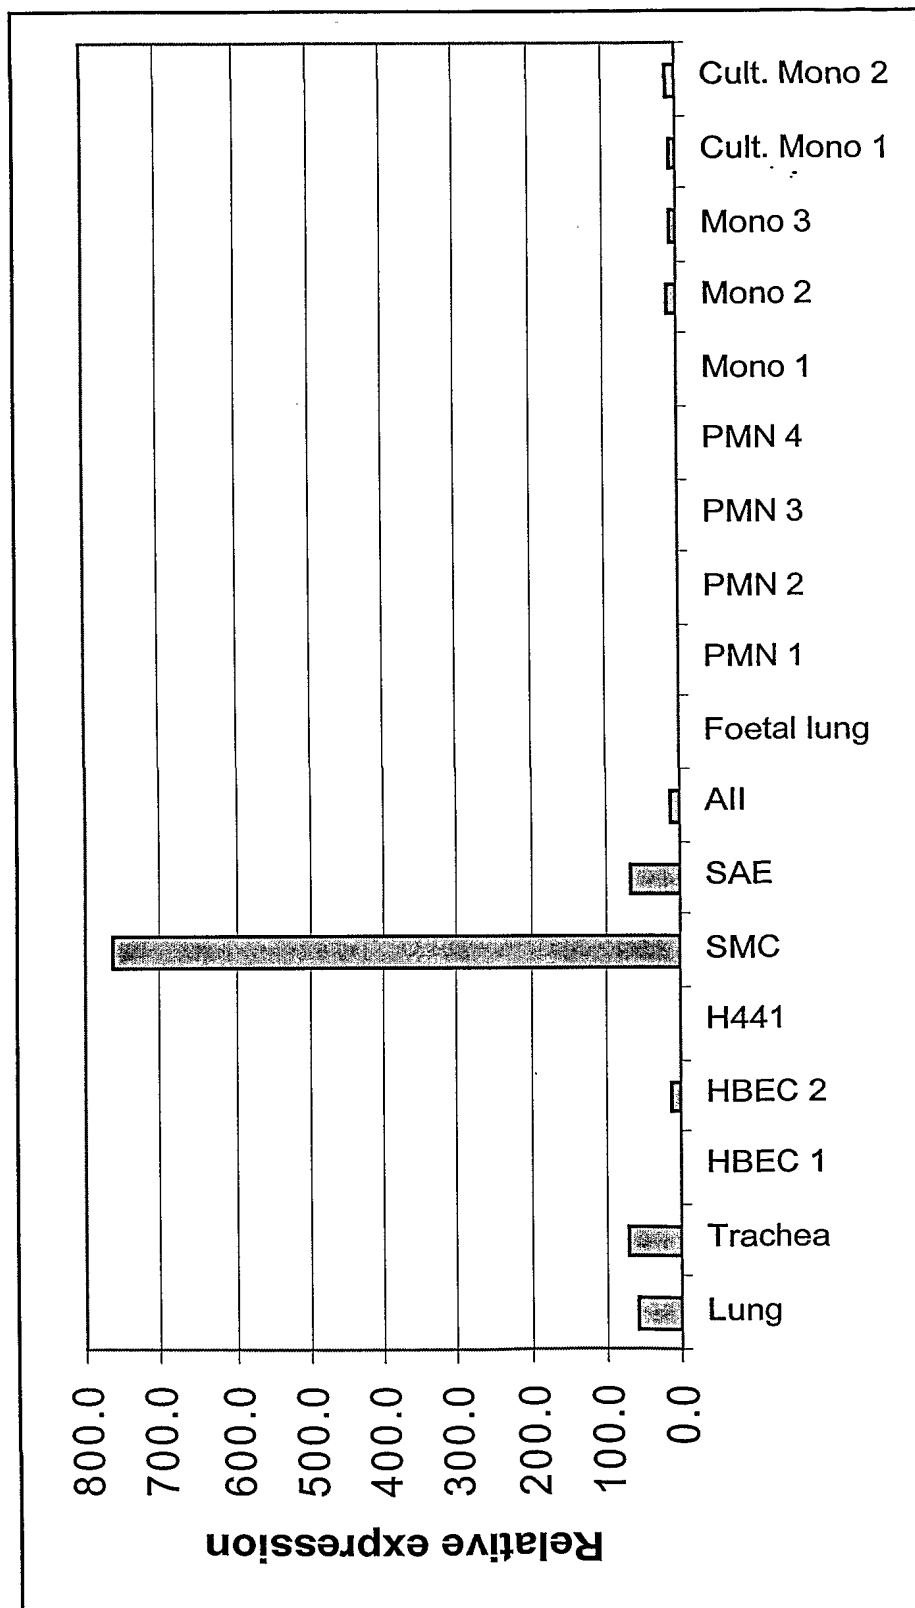 Cult. Mono 2
Cult. Mono 1
Mono 3
Mono 2
Mono 1
PMN 4
PMN 3
PMN 2
PMN 1
Foetal lung
AII
SAE
SMC
H441
HBEC 2
HBEC 1
Trachea
Lung
800.0
700.0
600.0
500.0
400.0
300.0
200.0
100.0
0.0
Relative expression